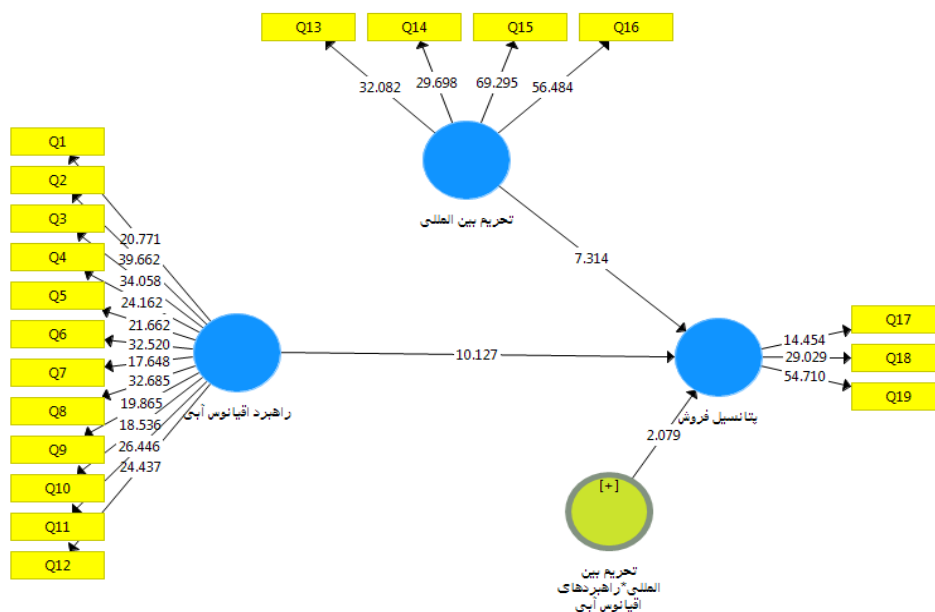 Q13
Q14
Q15
Q16
32.082
29.698
69.295
56.484
تحریم بین المللی
7.314
Q1
Q2
Q3
Q4
Q5
Q6
Q7
Q8
Q9
Q10
Q11
Q12
20.771
39.662
34.058
24.162
21.662
32.520
17.648
32.685
19.865
18.536
26.446
24.437
راهبرد اقیانوس آبی
10.127
پتانسیل فروش
14.454
29.029
54.710
Q17
Q18
Q19
2.079
[+]
تحریم بین
المللی*راهبردهای
اقیانوس آبی